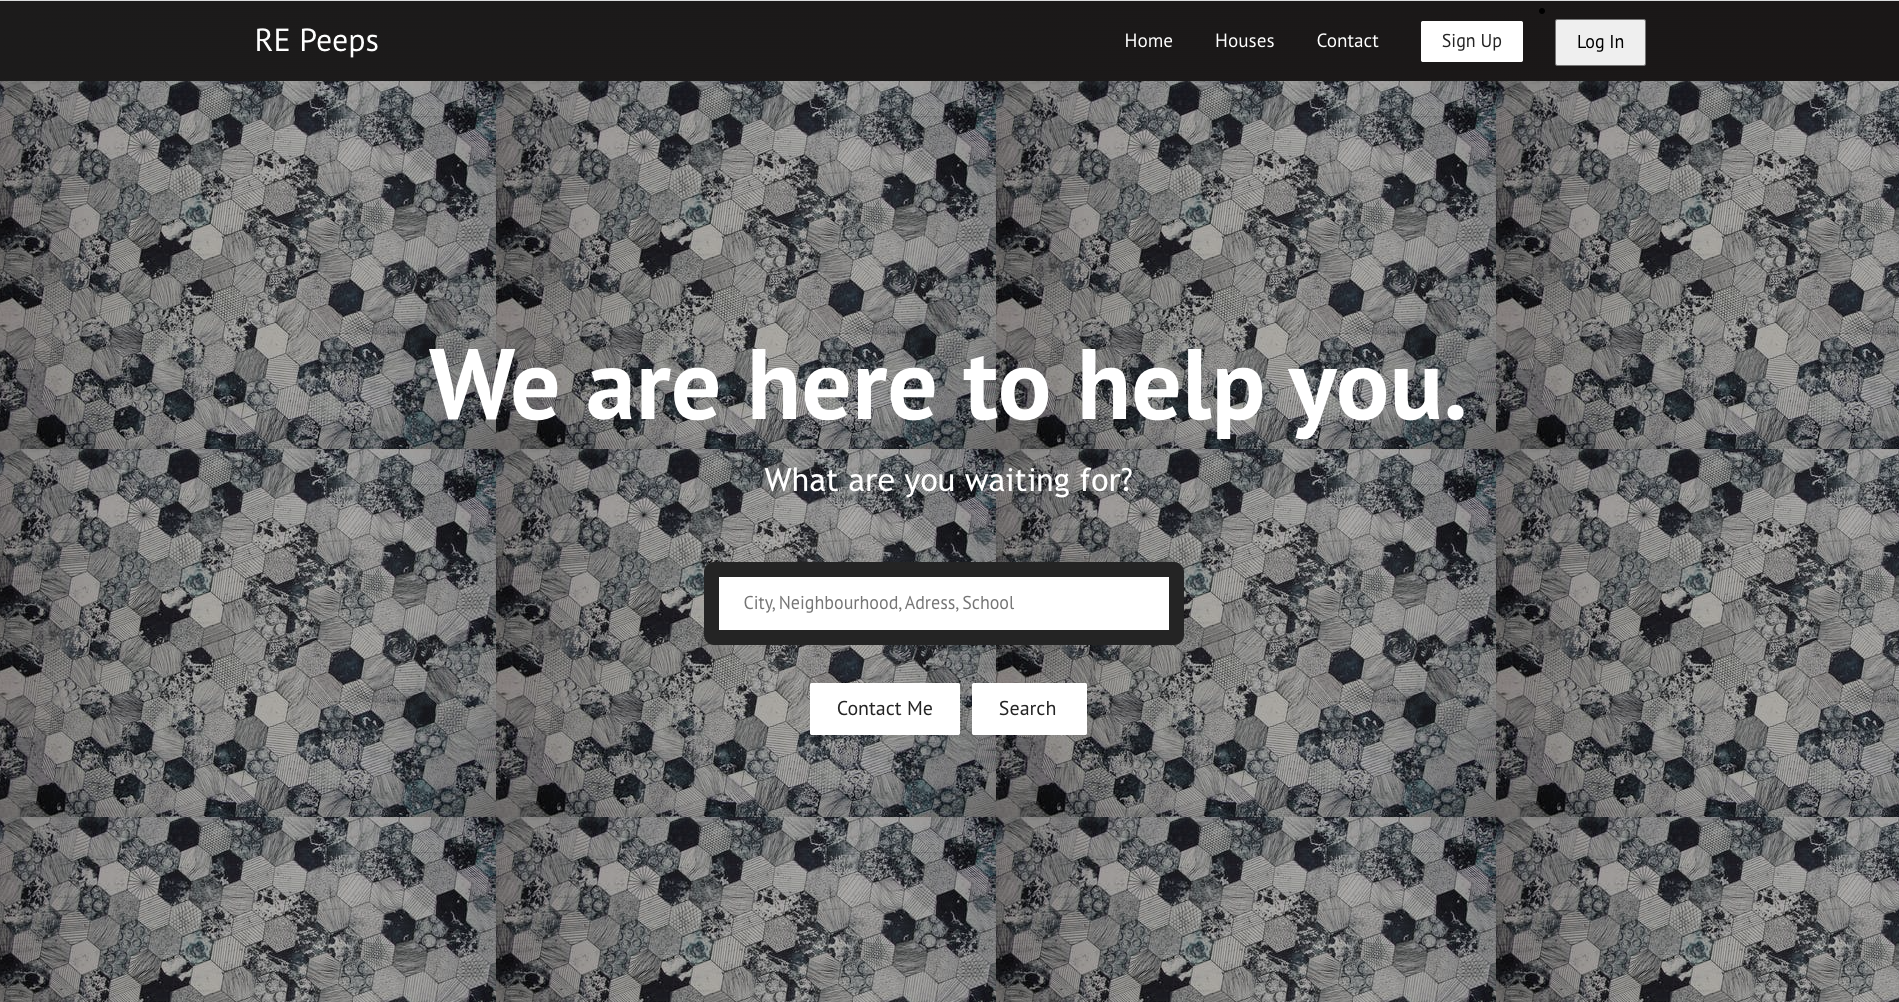 RE Peeps
Home Houses Contact Sign Up Log In
We are here to help you.
What are you waiting for?
City, Neighbourhood, Adress, School
Contact Me Search